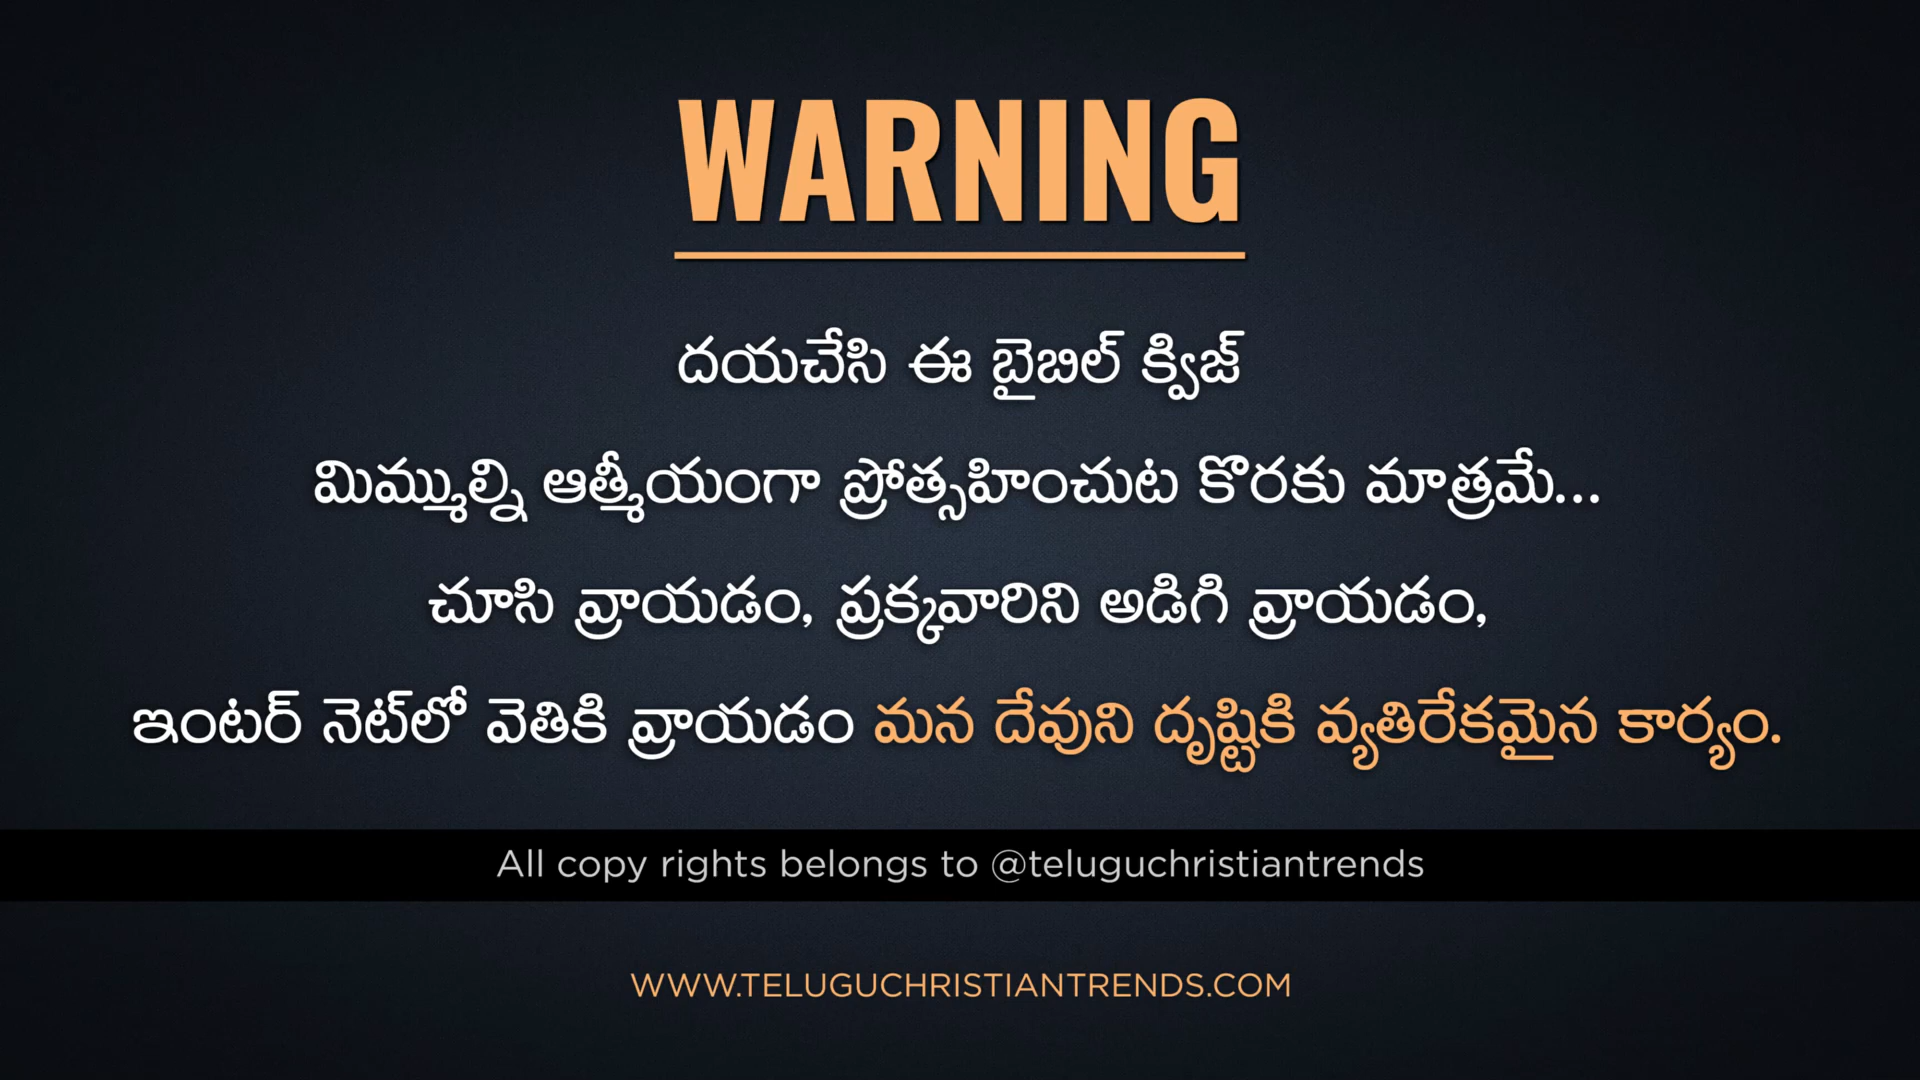 WARNING
దయచేసి ఈ బైబిల్ క్విజ్
మిమ్ముల్ని ఆత్మీయంగా ప్రోత్సహించుట కొరకు మాత్రమే...
చూసి వ్రాయడం, ప్రక్కవారిని అడిగి వ్రాయడం,
ఇంటర్ నెట్‌లో వెతికి వ్రాయడం మన దేవుని దృష్టికి వ్యతిరేకమైన కార్యం.
All copy rights belongs to @teluguchristiantrends
WWW.TELUGUCHRISTIANTRENDS.COM